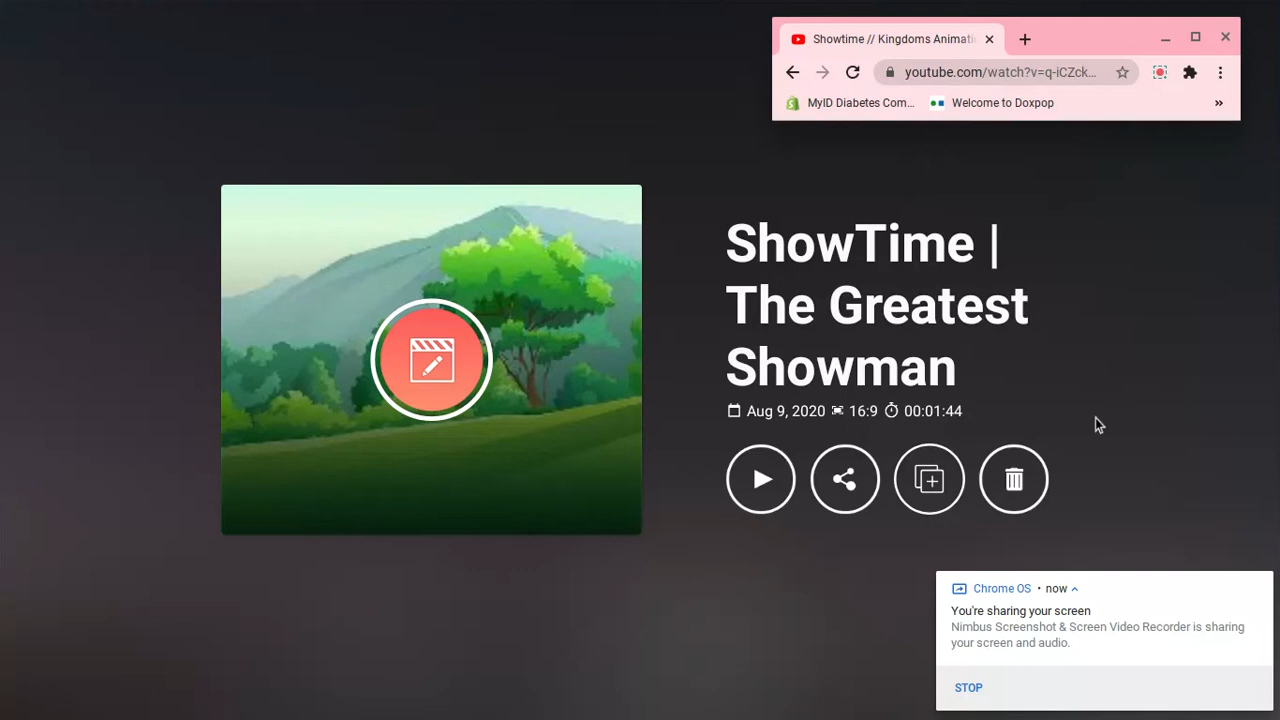 Showtime // Kingdoms Animati
youtube.com/watch?v=q-iCZck...
MyID Diabetes Com...
Welcome to Doxpop
»
ShowTime |
The Greatest
Showman
Aug 9, 2020 16:9 00:01:44
Chrome OS • now
You're sharing your screen
Nimbus Screenshot & Screen Video Recorder is sharing
your screen and audio.
STOP